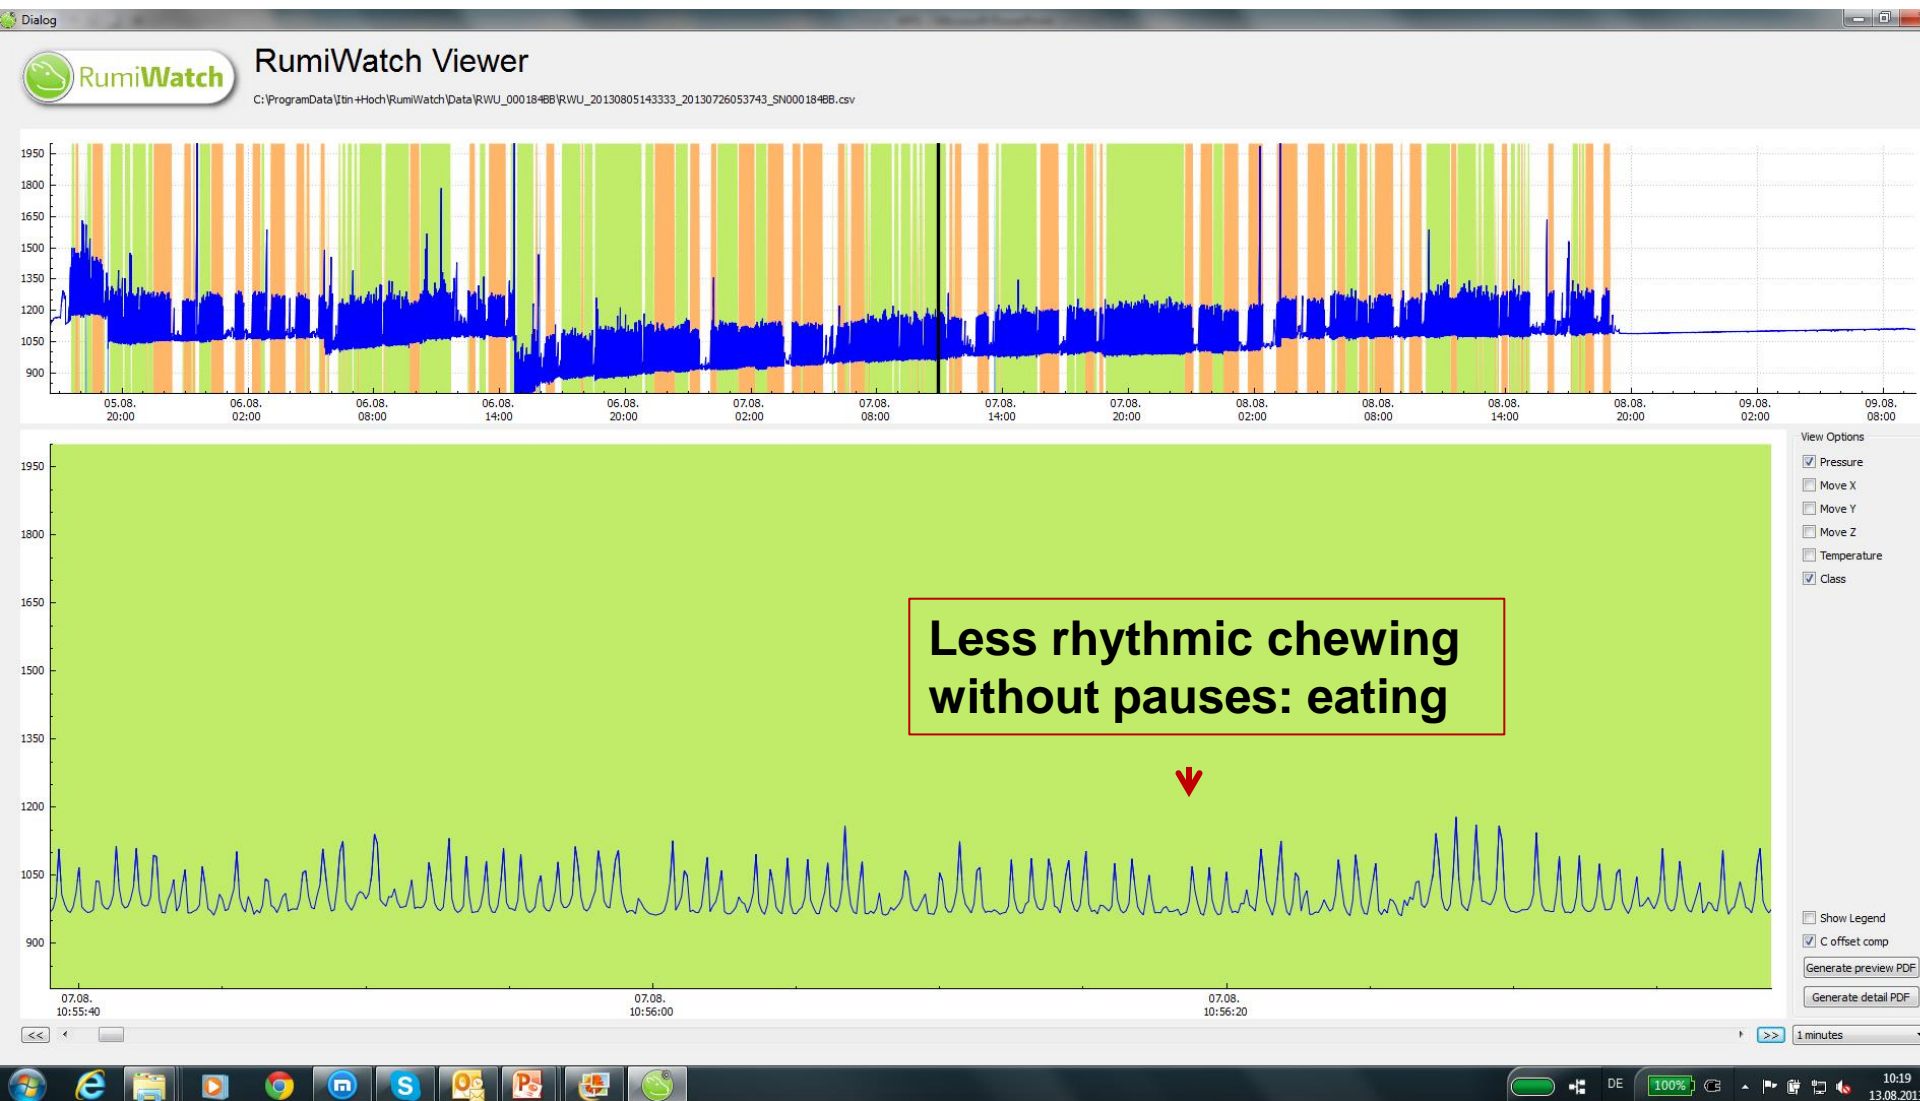 Dialog
RumiWatch
RumiWatch Viewer
C:\ProgramData\Itin+Hoch\RumiWatch\Data\RWU_000184BB\RWU_20130805143333_20130726053743_SN000184BB.csv
1950
1800
1650
1500
1350
1200
1050
900
05.08. 06.08. 06.08. 06.08. 06.08. 07.08. 07.08. 07.08. 07.08. 08.08. 08.08. 08.08. 08.08. 09.08. 09.08.
20:00 02:00 08:00 14:00 20:00 02:00 08:00 14:00 20:00 02:00 08:00 14:00 20:00 02:00 08:00
View Options
Pressure
Move X
Move Y
Move Z
Temperature
Class
1950
1800
1650
1500
1350
1200
1050
900
Less rhythmic chewing
without pauses: eating
Show Legend
C offset comp
Generate preview PDF
Generate detail PDF
07.08. 07.08. 07.08.
10:55:40 10:56:00 10:56:20
<< >> 1 minutes
DE 100% 10:19
13.08.201